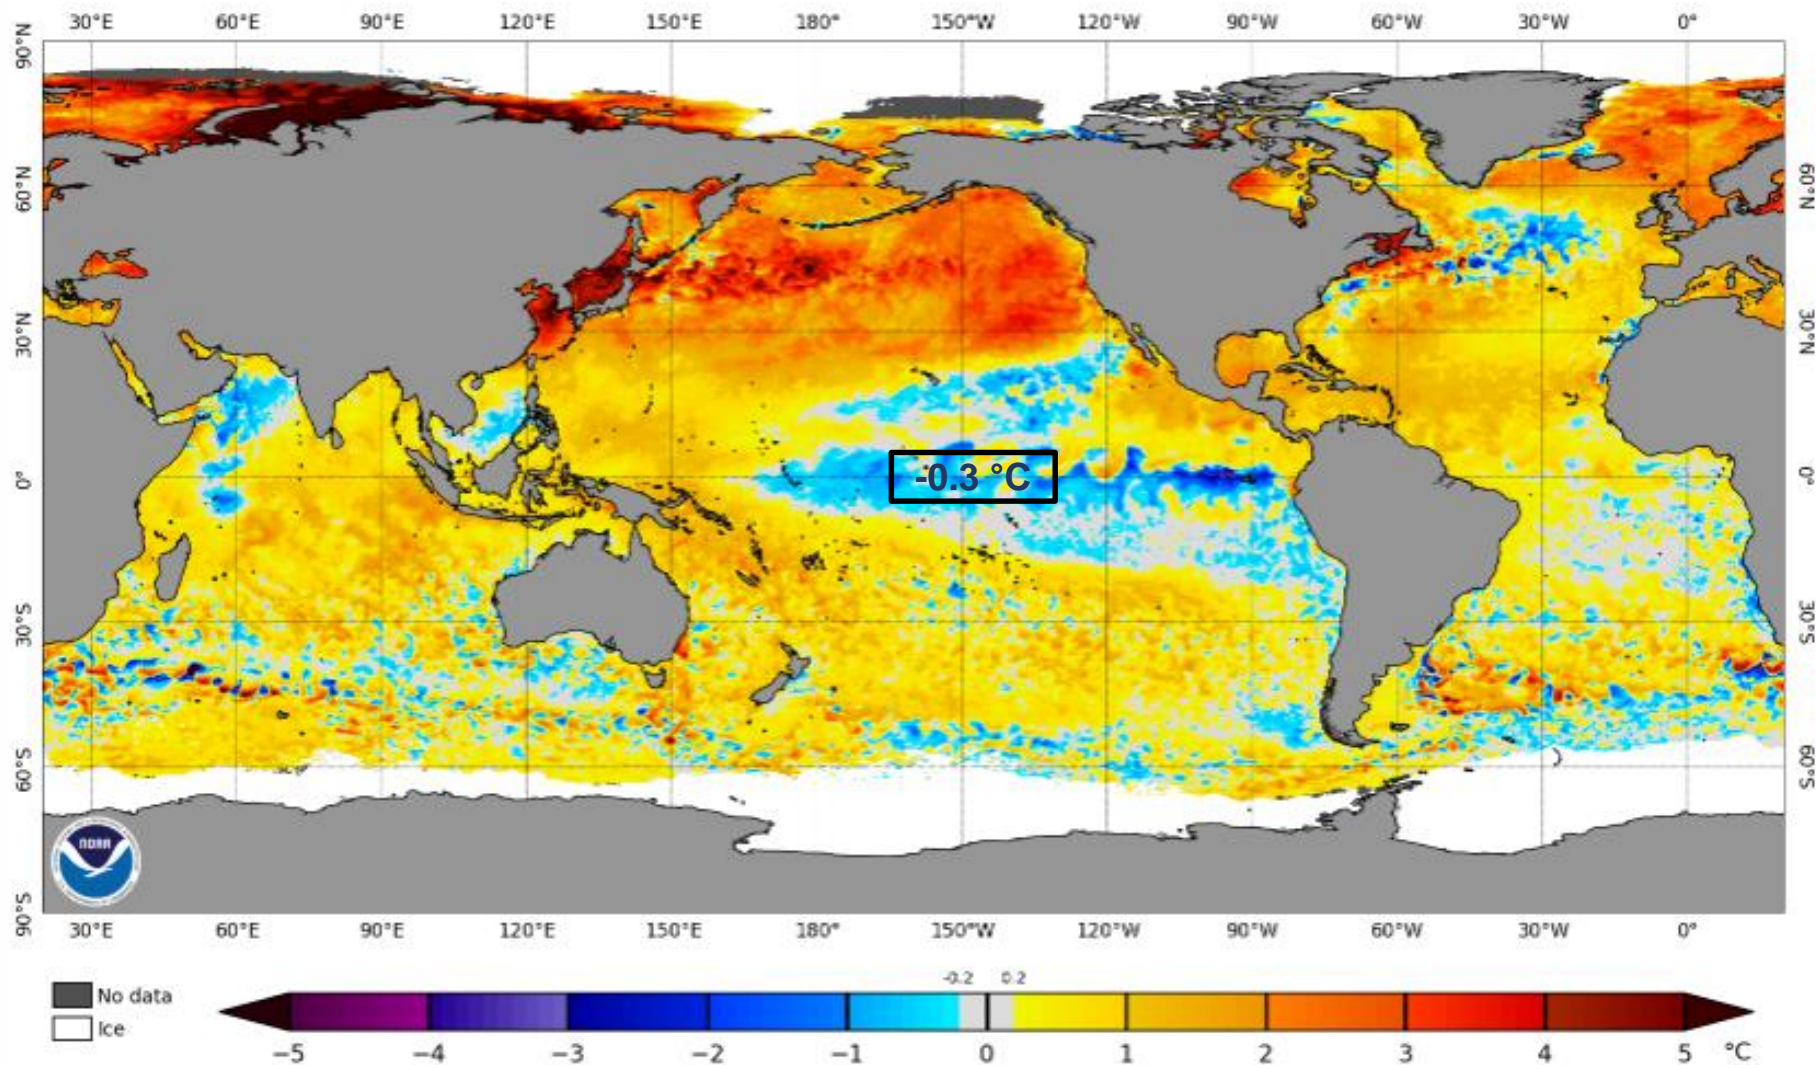 30°E 60°E 90°E 120°E 150°E 180° 150°W 120°W 90°W 60°W 30°W 0°
90°N
60°N 60°N
30°N 30°N
0° -0.3 °C 0°
30°S 30°S
60°S 60°S
NOAA
90°S
30°E 60°E 90°E 120°E 150°E 180° 150°W 120°W 90°W 60°W 30°W 0°
-0.2 0.2
No data
Ice
−5 −4 −3 −2 −1 0 1 2 3 4 5 °C